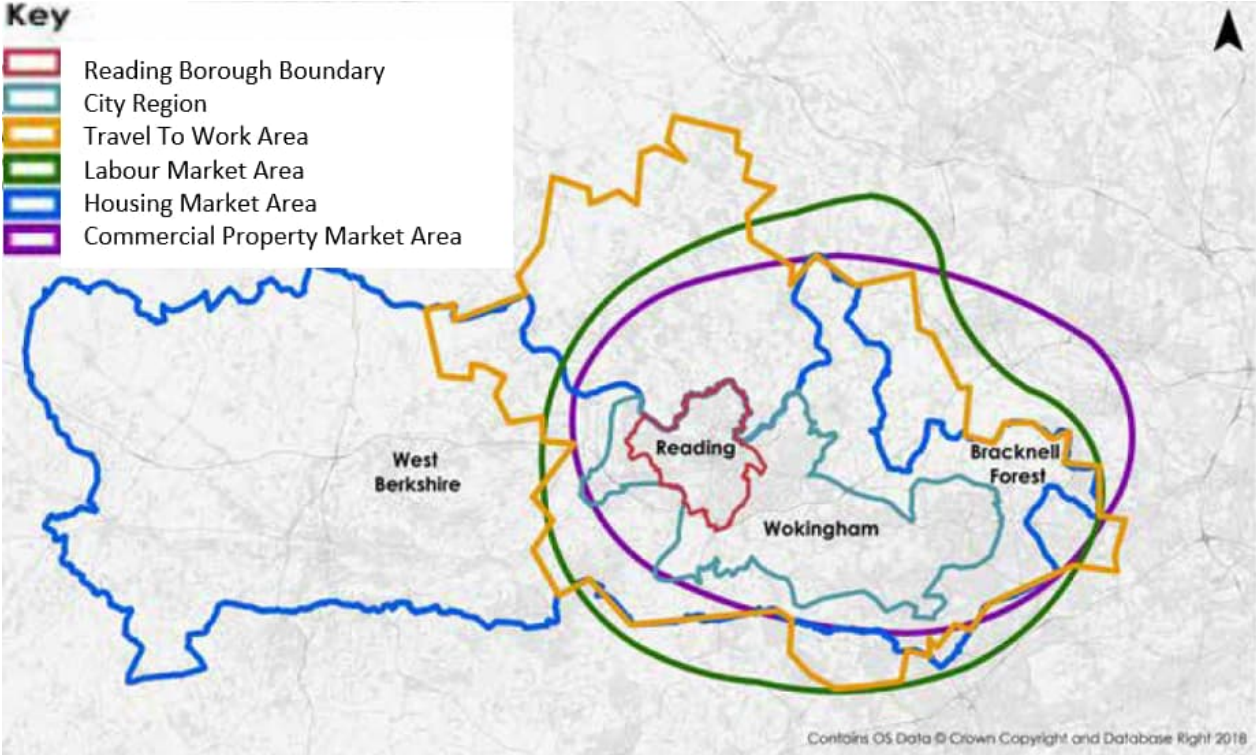 Key
Reading Borough Boundary
City Region
Travel To Work Area
Labour Market Area
Housing Market Area
Commercial Property Market Area
Reading
West
Berkshire
Bracknell
Forest
Wokingham
Contains OS Data © Crown Copyright and Database Right 2018